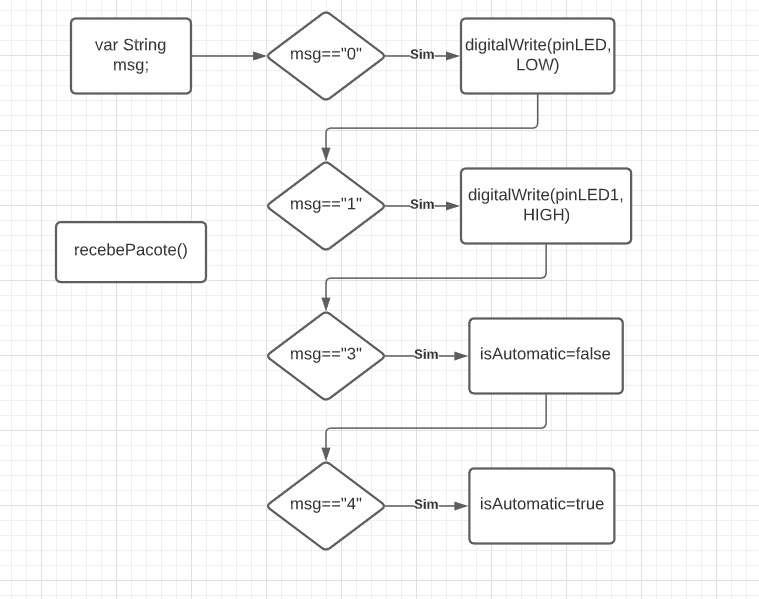 var String
msg;
msg=="0"
Sim
digitalWrite(pinLED,
LOW)
msg=="1"
Sim
digitalWrite(pinLED1,
HIGH)
recebePacote()
msg=="3"
Sim
isAutomatic=false
msg=="4"
Sim
isAutomatic=true